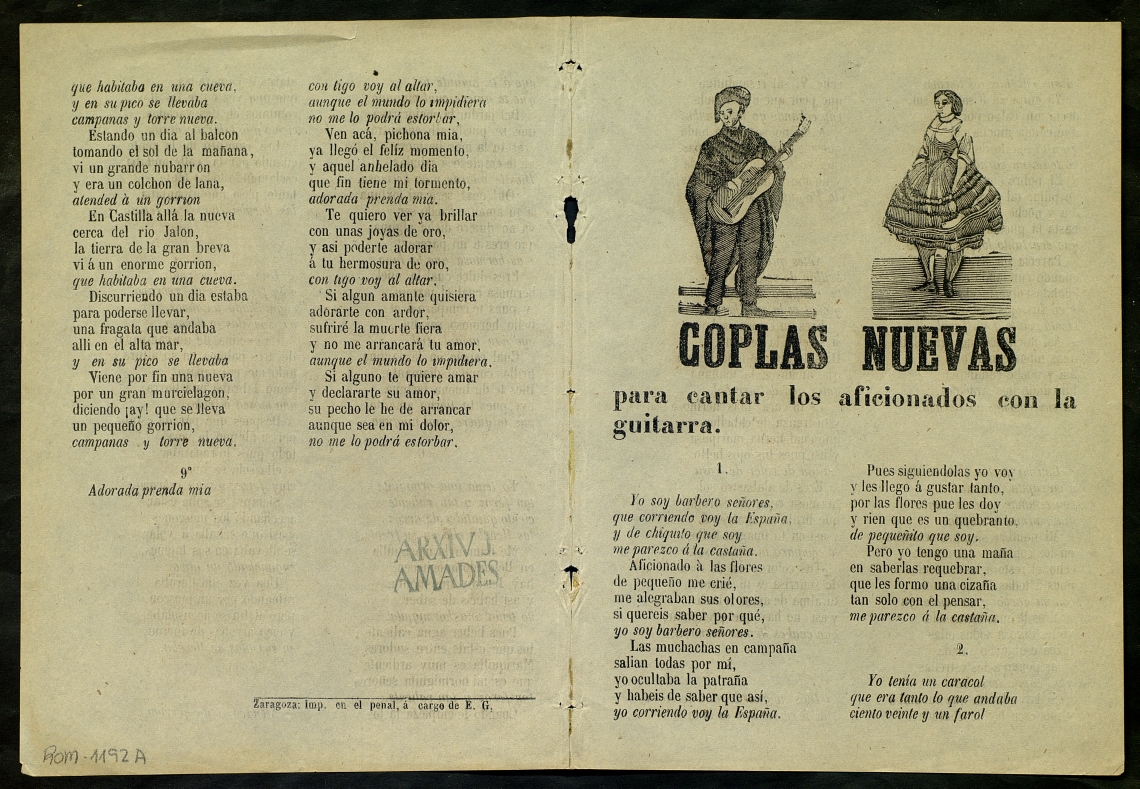 que habitaba en una cueva,
y en su pico se llevaba
campanas y torre nueva.
Estando un dia al balcon
tomando el sol de la mañana,
vi un grande nubarron
y era un colchon de lana,
atended à un gorrion
En Castilla allá la nueva
cerca del rio Jalon,
la tierra de la gran breva
vi á un enorme gorrion,
que habitaba en una cueva.
Discurriendo un dia estaba
para poderse llevar,
una fragata que andaba
alli en el alta mar,
y en su pico se llevaba
Viene por fin una nueva
por un gran murcielagon,
diciendo ¡ay! que se lleva
un pequeño gorrion,
campanas y torre nueva.
9º
Adorada prenda mia
con tigo voy al altar,
aunque el mundo lo impidiera
no me lo podrá estorbar.
Ven acá, pichona mia,
ya llegó el felíz momento,
y aquel anhelado dia
que fin tiene mi tormento,
adorada prenda mia.
Te quiero ver ya brillar
con unas joyas de oro,
y asi poderte adorar
á tu hermosura de oro,
con tigo voy al altar.
Si algun amante quisiera
adorarte con ardor,
sufriré la muerte fiera
y no me arrancará tu amor,
aunque el mundo lo impidiera.
Si alguno te quiere amar
y declararte su amor,
su pecho le he de arrancar
aunque sea en mi dolor,
no me lo podrá estorbar.
ARXIV J.
AMADES
Zaragoza: Imp. en el penal, á cargo de E. G.
ROM-1192A
COPLAS NUEVAS
para cantar los aficionados con la
guitarra.
1.
Yo soy barbero señores,
que corriendo voy la España,
y de chiquito que soy
me parezco á la castaña.
Aficionado à las flores
de pequeño me crié,
me alegraban sus olores,
si quereis saber por qué,
yo soy barbero señores.
Las muchachas en campaña
salian todas por mí,
yo ocultaba la patraña
y habeis de saber que así,
yo corriendo voy la España.
Pues siguiendolas yo voy
y les llego á gustar tanto,
por las flores pue les doy
y rien que es un quebranto,
de pequeñito que soy.
Pero yo tengo una maña
en saberlas requebrar,
que les formo una cizaña
tan solo con el pensar,
me parezco á la castaña.
2.
Yo tenía un caracol
que era tanto lo que andaba
ciento veinte y un farol